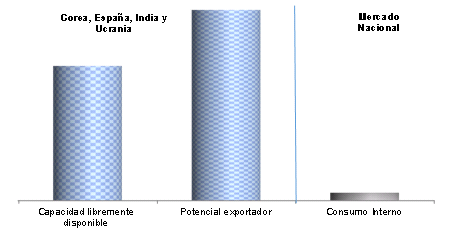 Corea, España, India y
Ucrania
Mercado
Nacional
Capacidad libremente
disponible
Potencial exportador
Consumo Interno